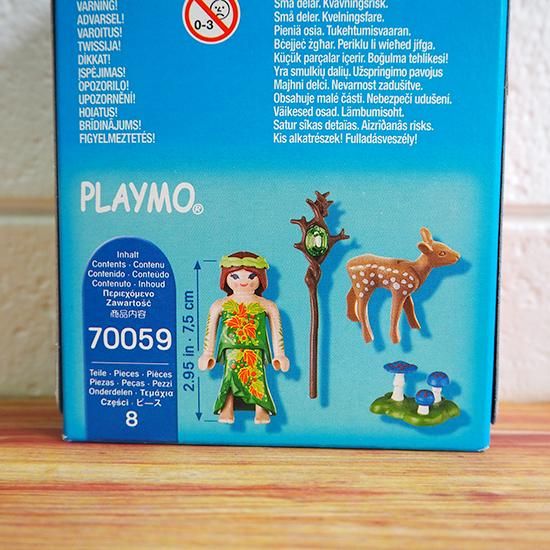 VARNING!
ADVARSEL!
VAROITUS!
TWISSIJA!
DİKKAT!
ĮSPĖJIMAS!
OPOZORILO!
UPOZORNĚNÍ!
HOIATUS!
BRĪDINĀJUMS!
FIGYELMEZTETÉS!
0-3
Små delar. Kvävningsrisk.
Små dele. Kvelningsfare.
Pieniä osia. Tukehtumisvaaran.
Bċejjeċ żgħar. Periklu li wieħed jifga.
Küçük parçalar içerir. Boğulma tehlikesi!
Yra smulkių dalių. Užspringimo pavojus
Majhni delci. Nevarnost zadušitve.
Obsahuje malé části. Nebezpečí udušení.
Väikesed osad. Lämbumisoht.
Satur sīkas detaļas. Aizrīšanās risks.
Kis alkatrészek! Fulladásveszély!
PLAYMO®
Inhalt
Contents · Contenu
Contenido · Conteúdo
Contenuto · Inhoud
Περιεχόμενο
Zawartość
商品内容
70059
Teile · Pieces · Pièces
Piezas · Peças · Pezzi
Onderdelen · Τεμάχια
Części · ピース
8
2.95 in · 7,5 cm